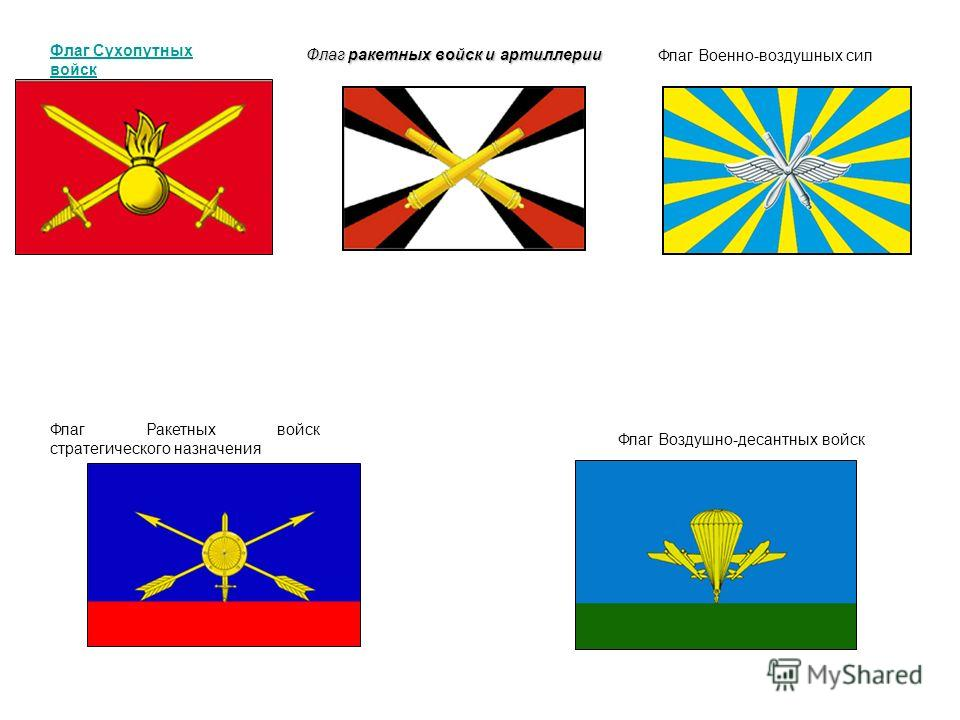 Флаг Сухопутных
войск
Флаг ракетных войск и артиллерии
Флаг Военно-воздушных сил
Флаг Ракетных войск
стратегического назначения
Флаг Воздушно-десантных войск
MyShared